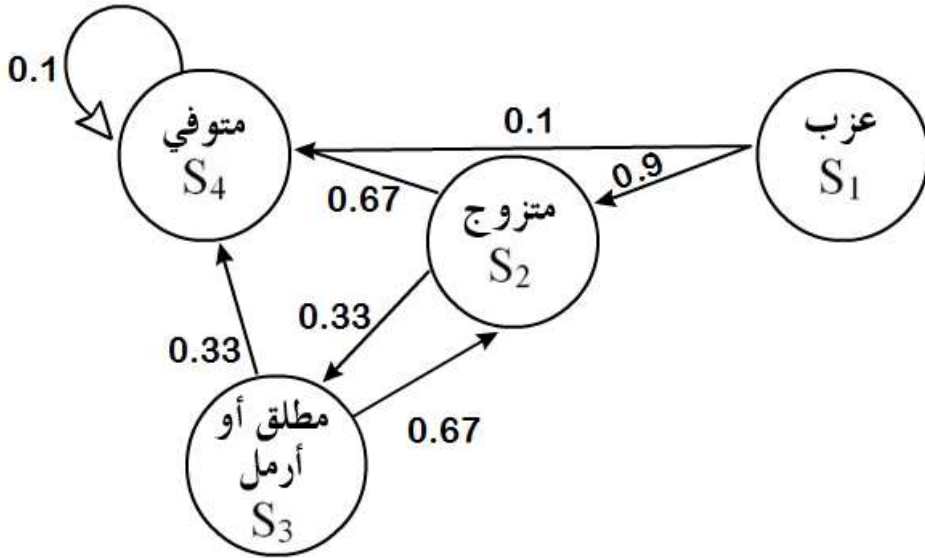 عزب
S1
0.1
0.9
متوفي
S4
0.1
0.67
متزوج
S2
0.33
0.33
0.67
مطلق أو
أرمل
S3